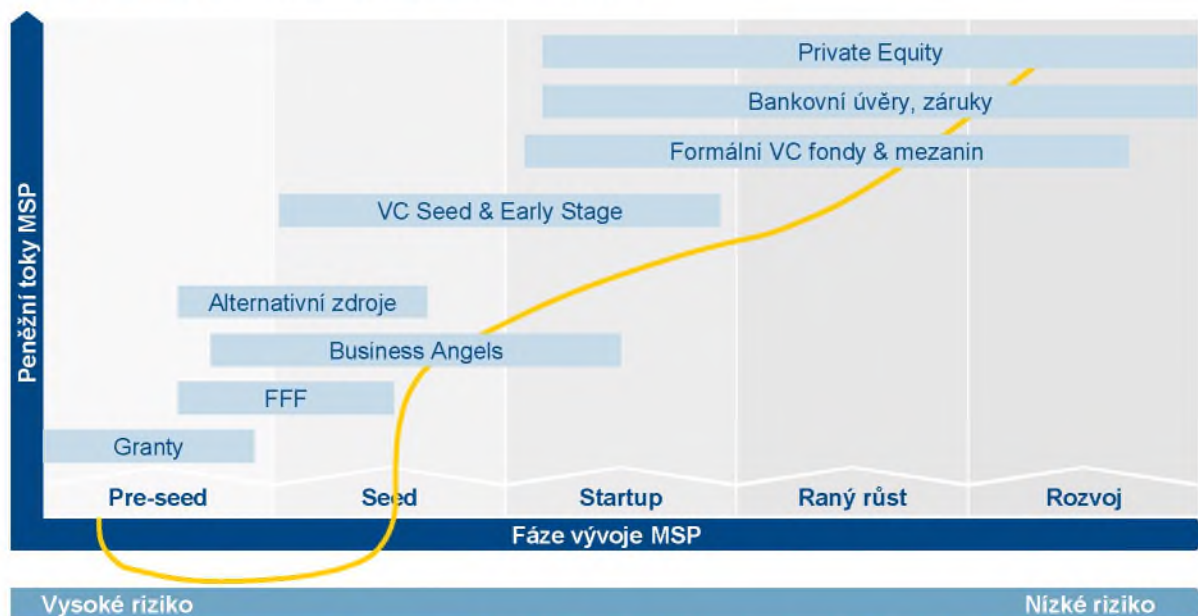 Peněžní toky MSP
Private Equity
Bankovní úvěry, záruky
Formální VC fondy & mezanin
VC Seed & Early Stage
Alternativní zdroje
Business Angels
FFF
Granty
Pre-seed
Seed
Startup
Raný růst
Rozvoj
Fáze vývoje MSP
Vysoké riziko
Nízké riziko